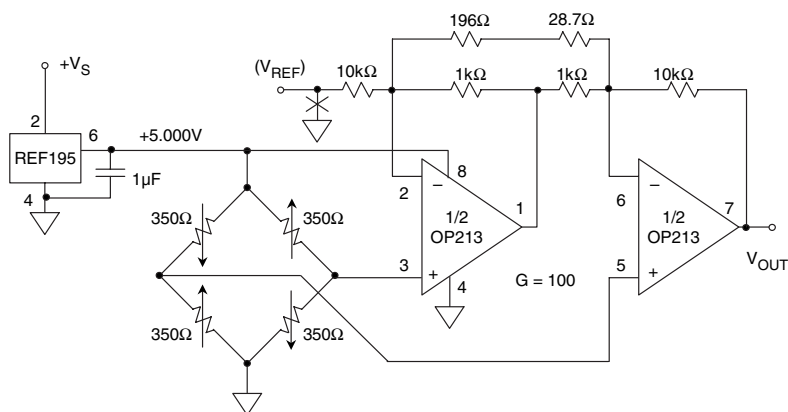 196Ω 28.7Ω
+V_S
(V_REF)
10kΩ 1kΩ 1kΩ 10kΩ
2
6 +5.000V
REF195
1µF
4
8
2 −
1/2
OP213
1
3 +
4
G = 100
6 −
1/2
OP213
7
5 +
V_OUT
350Ω 350Ω
350Ω 350Ω